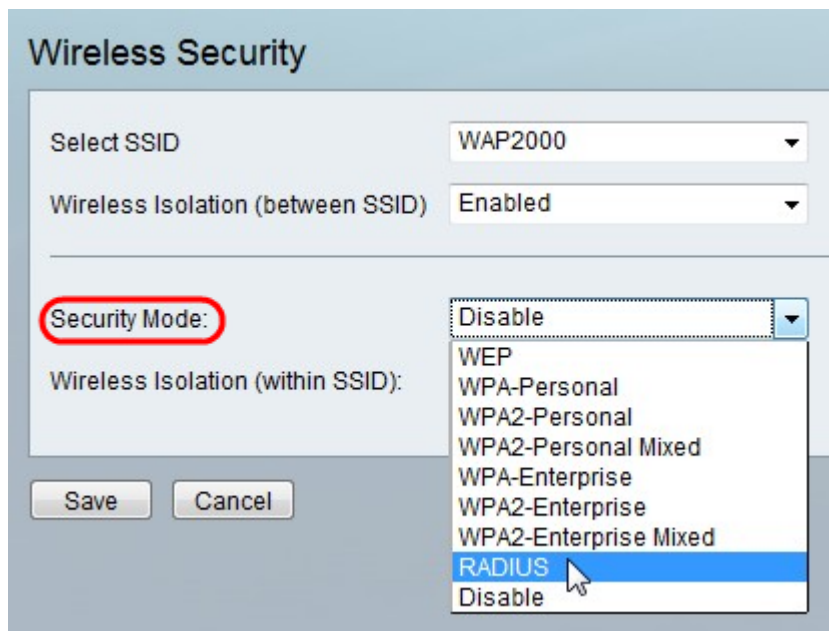 Wireless Security
Select SSID
WAP2000
Wireless Isolation (between SSID)
Enabled
Security Mode:
Disable
Wireless Isolation (within SSID):
WEP
WPA-Personal
WPA2-Personal
WPA2-Personal Mixed
WPA-Enterprise
WPA2-Enterprise
WPA2-Enterprise Mixed
RADIUS
Disable
Save
Cancel